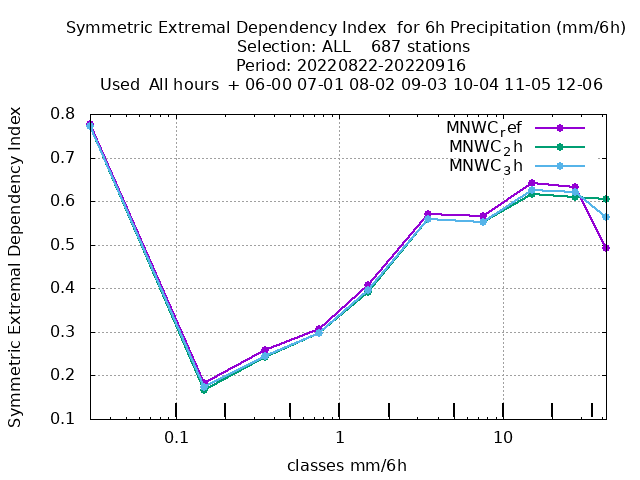 Symmetric Extremal Dependency Index  for 6h Precipitation (mm/6h)
Selection: ALL    687 stations
Period: 20220822-20220916
Used  All hours  + 06-00 07-01 08-02 09-03 10-04 11-05 12-06
Symmetric Extremal Dependency Index
0.8
0.7
0.6
0.5
0.4
0.3
0.2
0.1
MNWCref
MNWC2h
MNWC3h
0.1 1 10
classes mm/6h